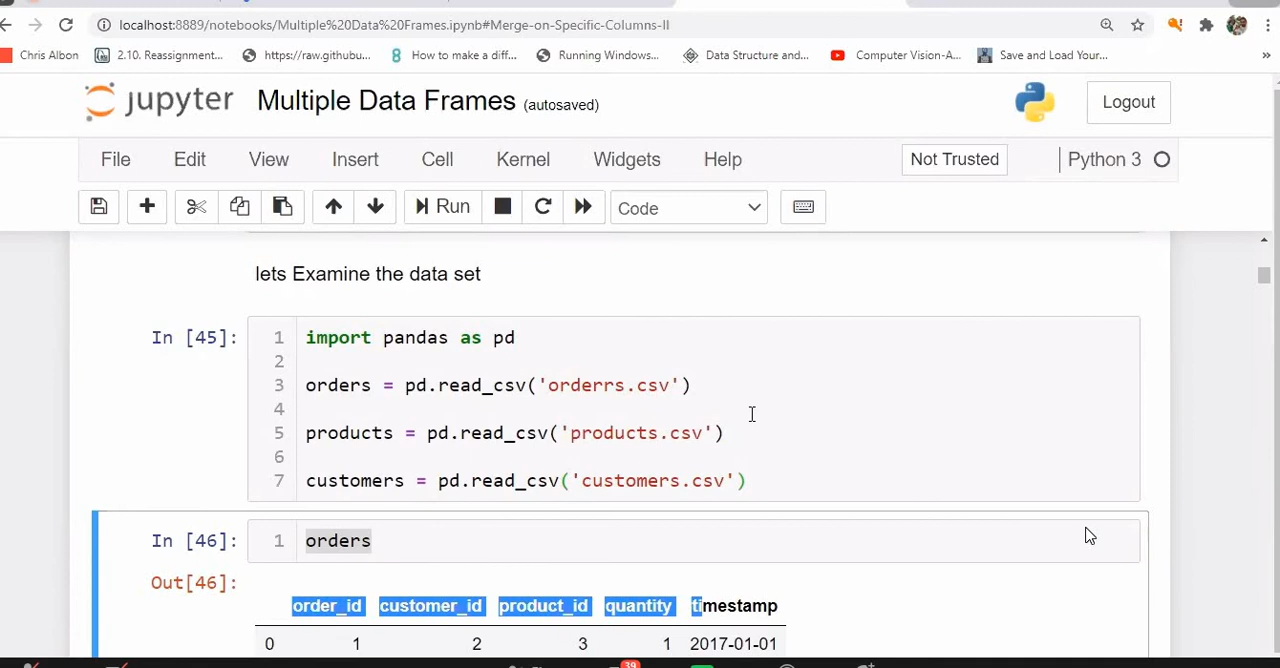 localhost:8889/notebooks/Multiple%20Data%20Frames.ipynb#Merge-on-Specific-Columns-II
Chris Albon 2.10. Reassignment... https://raw.githubu... How to make a diff... Running Windows... Data Structure and... Computer Vision-A... Save and Load Your... »
jupyter Multiple Data Frames (autosaved) Logout
File Edit View Insert Cell Kernel Widgets Help Not Trusted Python 3
Run Code
lets Examine the data set
In [45]: 1 import pandas as pd
2
3 orders = pd.read_csv('orderrs.csv')
4
5 products = pd.read_csv('products.csv')
6
7 customers = pd.read_csv('customers.csv')
In [46]: 1 orders
Out[46]:
order_id customer_id product_id quantity timestamp
0 1 2 3 1 2017-01-01
39